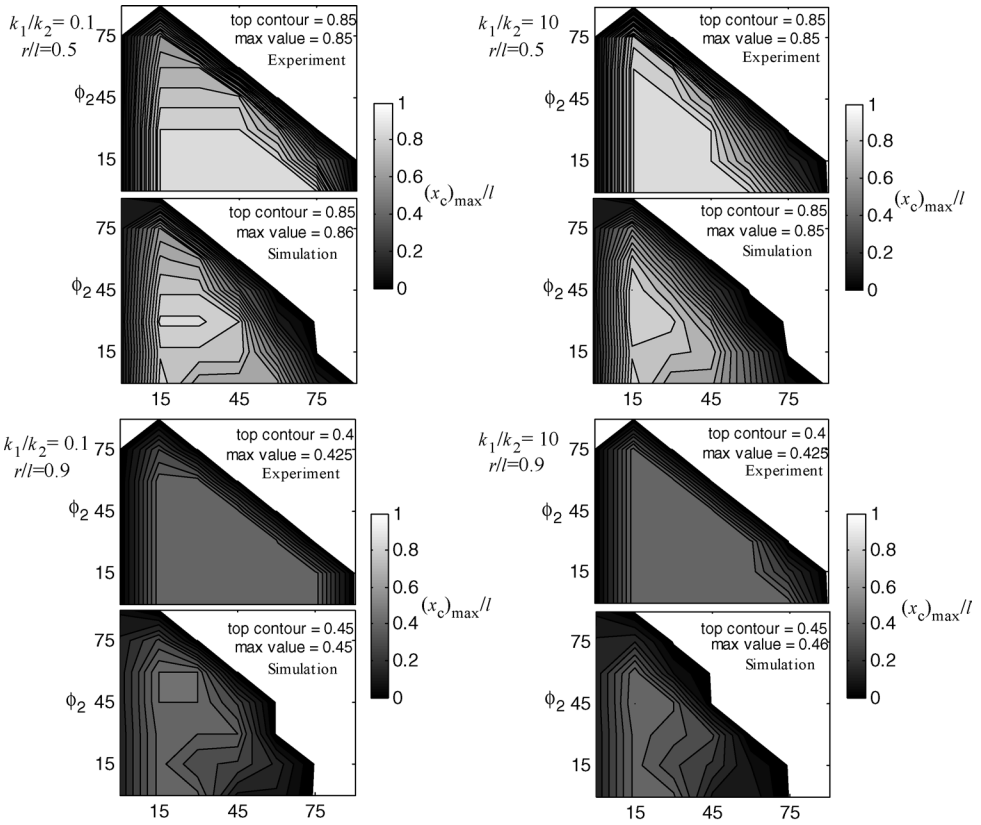 k1/k2= 0.1
r/l=0.5
top contour = 0.85
max value = 0.85
Experiment
75
ϕ2 45
15
1
0.8
0.6
0.4
0.2
0
(xc)max/l
top contour = 0.85
max value = 0.86
Simulation
75
ϕ2 45
15
15 45 75
k1/k2= 10
r/l=0.5
top contour = 0.85
max value = 0.85
Experiment
75
ϕ2 45
15
1
0.8
0.6
0.4
0.2
0
(xc)max/l
top contour = 0.85
max value = 0.85
Simulation
75
ϕ2 45
15
15 45 75
k1/k2= 0.1
r/l=0.9
top contour = 0.4
max value = 0.425
Experiment
75
ϕ2 45
15
1
0.8
0.6
0.4
0.2
0
(xc)max/l
top contour = 0.45
max value = 0.45
Simulation
75
ϕ2 45
15
15 45 75
k1/k2= 10
r/l=0.9
top contour = 0.4
max value = 0.425
Experiment
75
ϕ2 45
15
1
0.8
0.6
0.4
0.2
0
(xc)max/l
top contour = 0.45
max value = 0.46
Simulation
75
ϕ2 45
15
15 45 75